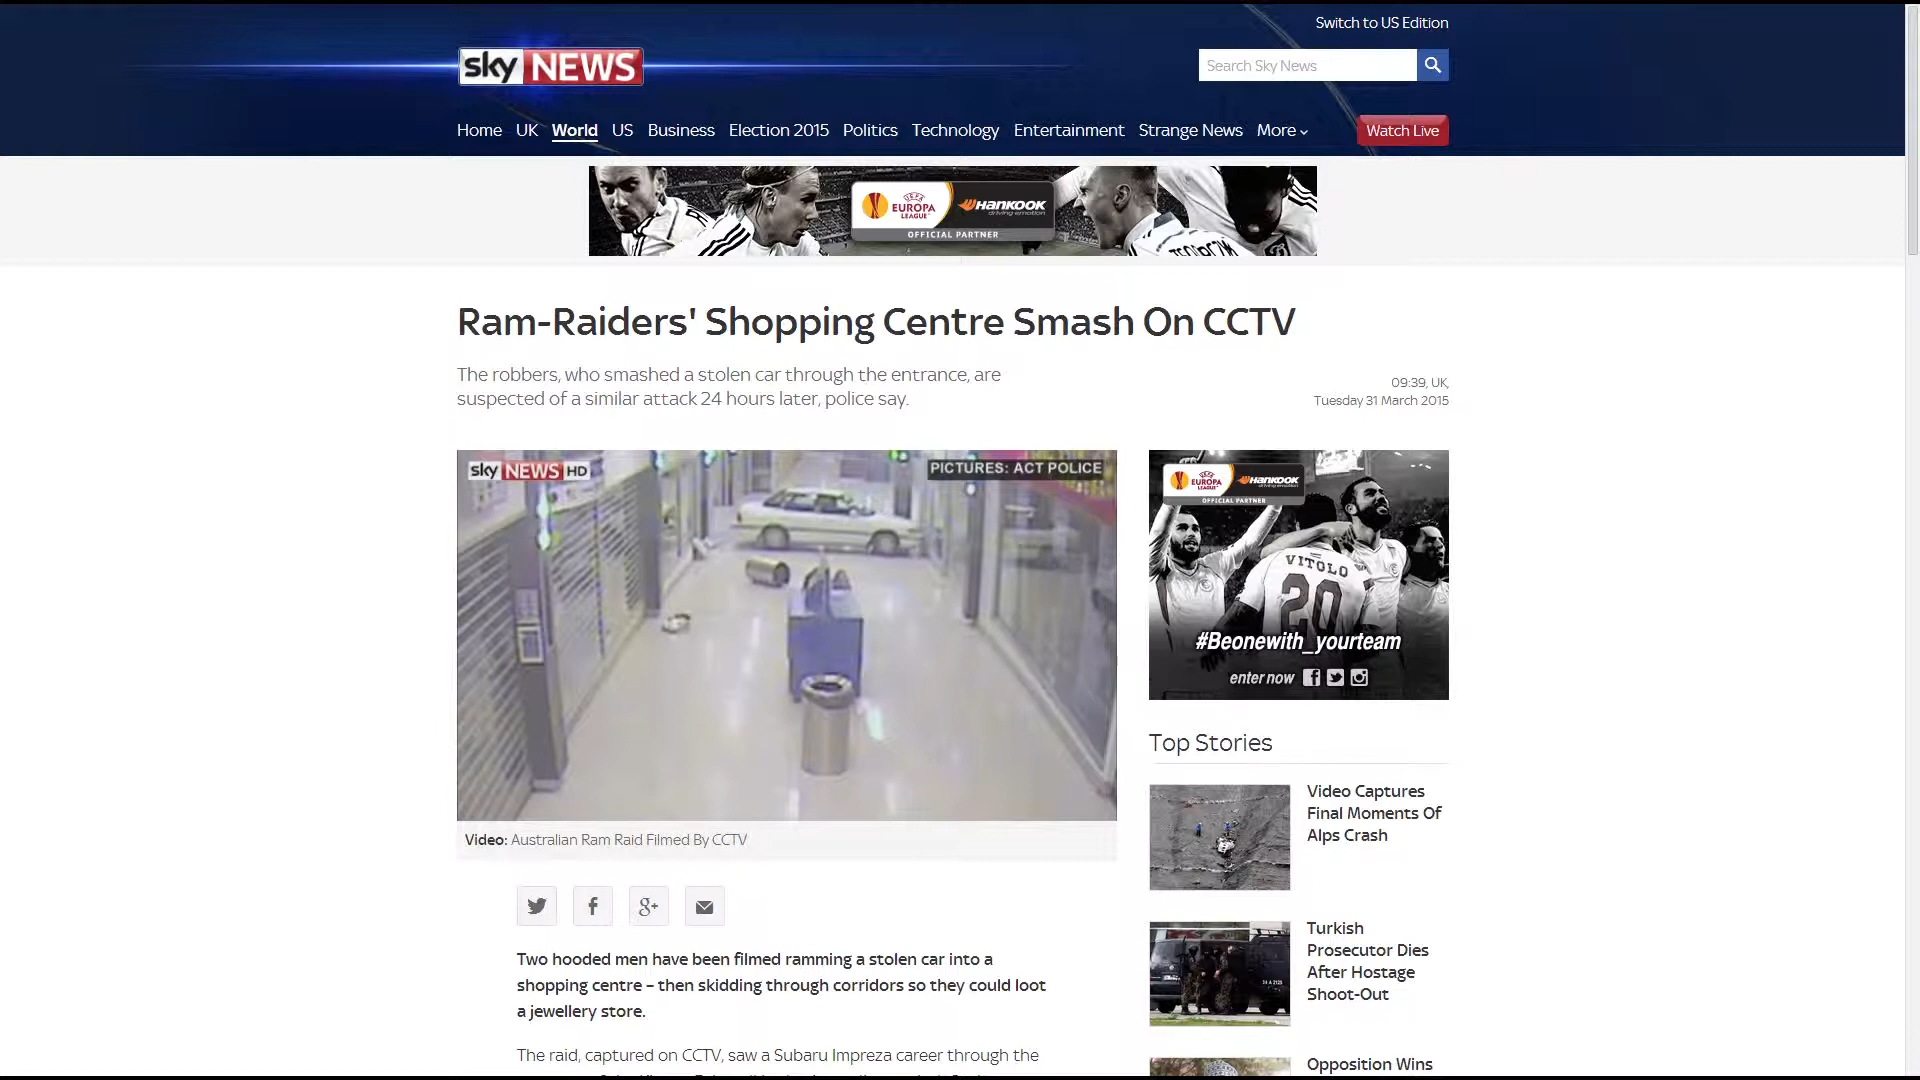 Switch to US Edition
sky NEWS
Search Sky News
Home UK World US Business Election 2015 Politics Technology Entertainment Strange News More
Watch Live
UEFA
EUROPA
LEAGUE
HANKOOK
driving emotion
OFFICIAL PARTNER
Ram-Raiders' Shopping Centre Smash On CCTV
The robbers, who smashed a stolen car through the entrance, are
suspected of a similar attack 24 hours later, police say.
09:39, UK,
Tuesday 31 March 2015
sky NEWS HD
PICTURES: ACT POLICE
UEFA
EUROPA
LEAGUE
HANKOOK
driving emotion
OFFICIAL PARTNER
VITOLO
20
#Beonewith_yourteam
enter now
Video: Australian Ram Raid Filmed By CCTV
Top Stories
Video Captures
Final Moments Of
Alps Crash
Turkish
Prosecutor Dies
After Hostage
Shoot-Out
Opposition Wins
Two hooded men have been filmed ramming a stolen car into a
shopping centre – then skidding through corridors so they could loot
a jewellery store.
The raid, captured on CCTV, saw a Subaru Impreza career through the